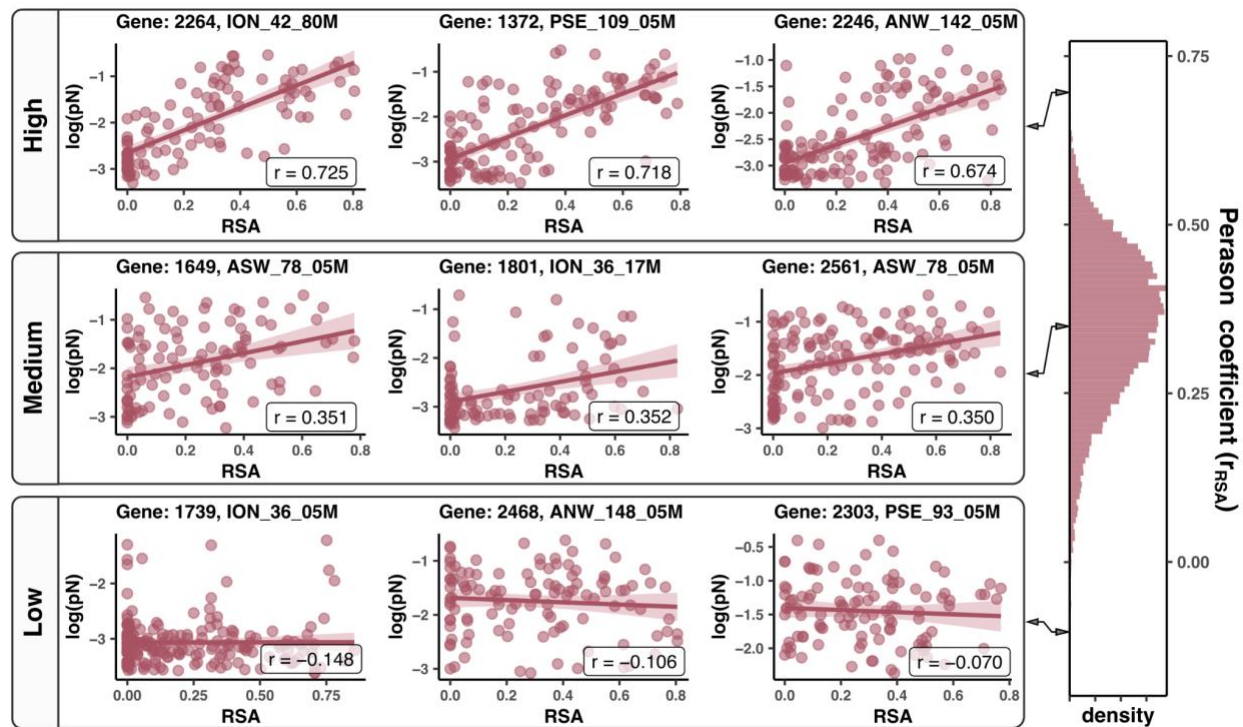 High
Gene: 2264, ION_42_80M
log(pN)
−1
−2
−3
r = 0.725
0.0 0.2 0.4 0.6 0.8
RSA
Gene: 1372, PSE_109_05M
log(pN)
−1
−2
−3
r = 0.718
0.0 0.2 0.4 0.6 0.8
RSA
Gene: 2246, ANW_142_05M
log(pN)
−1.0
−1.5
−2.0
−2.5
−3.0
r = 0.674
0.0 0.2 0.4 0.6 0.8
RSA
Medium
Gene: 1649, ASW_78_05M
log(pN)
−1
−2
−3
r = 0.351
0.0 0.2 0.4 0.6 0.8
RSA
Gene: 1801, ION_36_17M
log(pN)
−1
−2
−3
r = 0.352
0.0 0.2 0.4 0.6 0.8
RSA
Gene: 2561, ASW_78_05M
log(pN)
−1
−2
−3
r = 0.350
0.0 0.2 0.4 0.6 0.8
RSA
Low
Gene: 1739, ION_36_05M
log(pN)
−2
−3
r = −0.148
0.00 0.25 0.50 0.75
RSA
Gene: 2468, ANW_148_05M
log(pN)
−1
−2
−3
r = −0.106
0.0 0.2 0.4 0.6 0.8
RSA
Gene: 2303, PSE_93_05M
log(pN)
−0.5
−1.0
−1.5
−2.0
r = −0.070
0.0 0.2 0.4 0.6 0.8
RSA
0.75
0.50
0.25
0.00
Perason coefficient (rRSA)
density